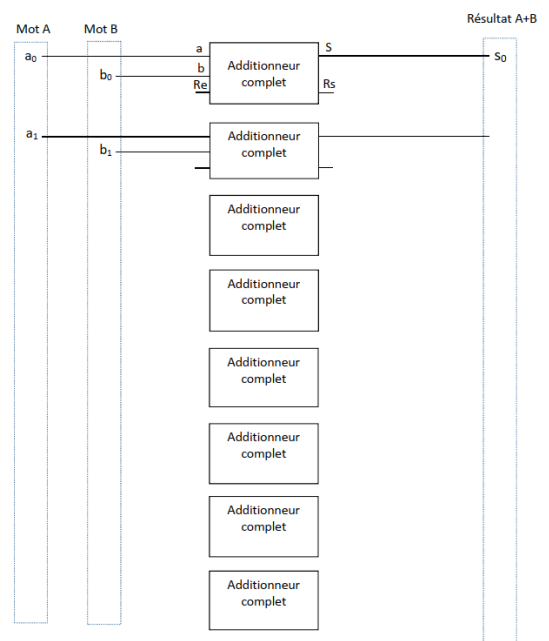 Résultat A+B
Mot A
Mot B
a₀
a
S
s₀
b₀
b
Additionneur
complet
Re
Rs
a₁
b₁
Additionneur
complet
Additionneur
complet
Additionneur
complet
Additionneur
complet
Additionneur
complet
Additionneur
complet
Additionneur
complet